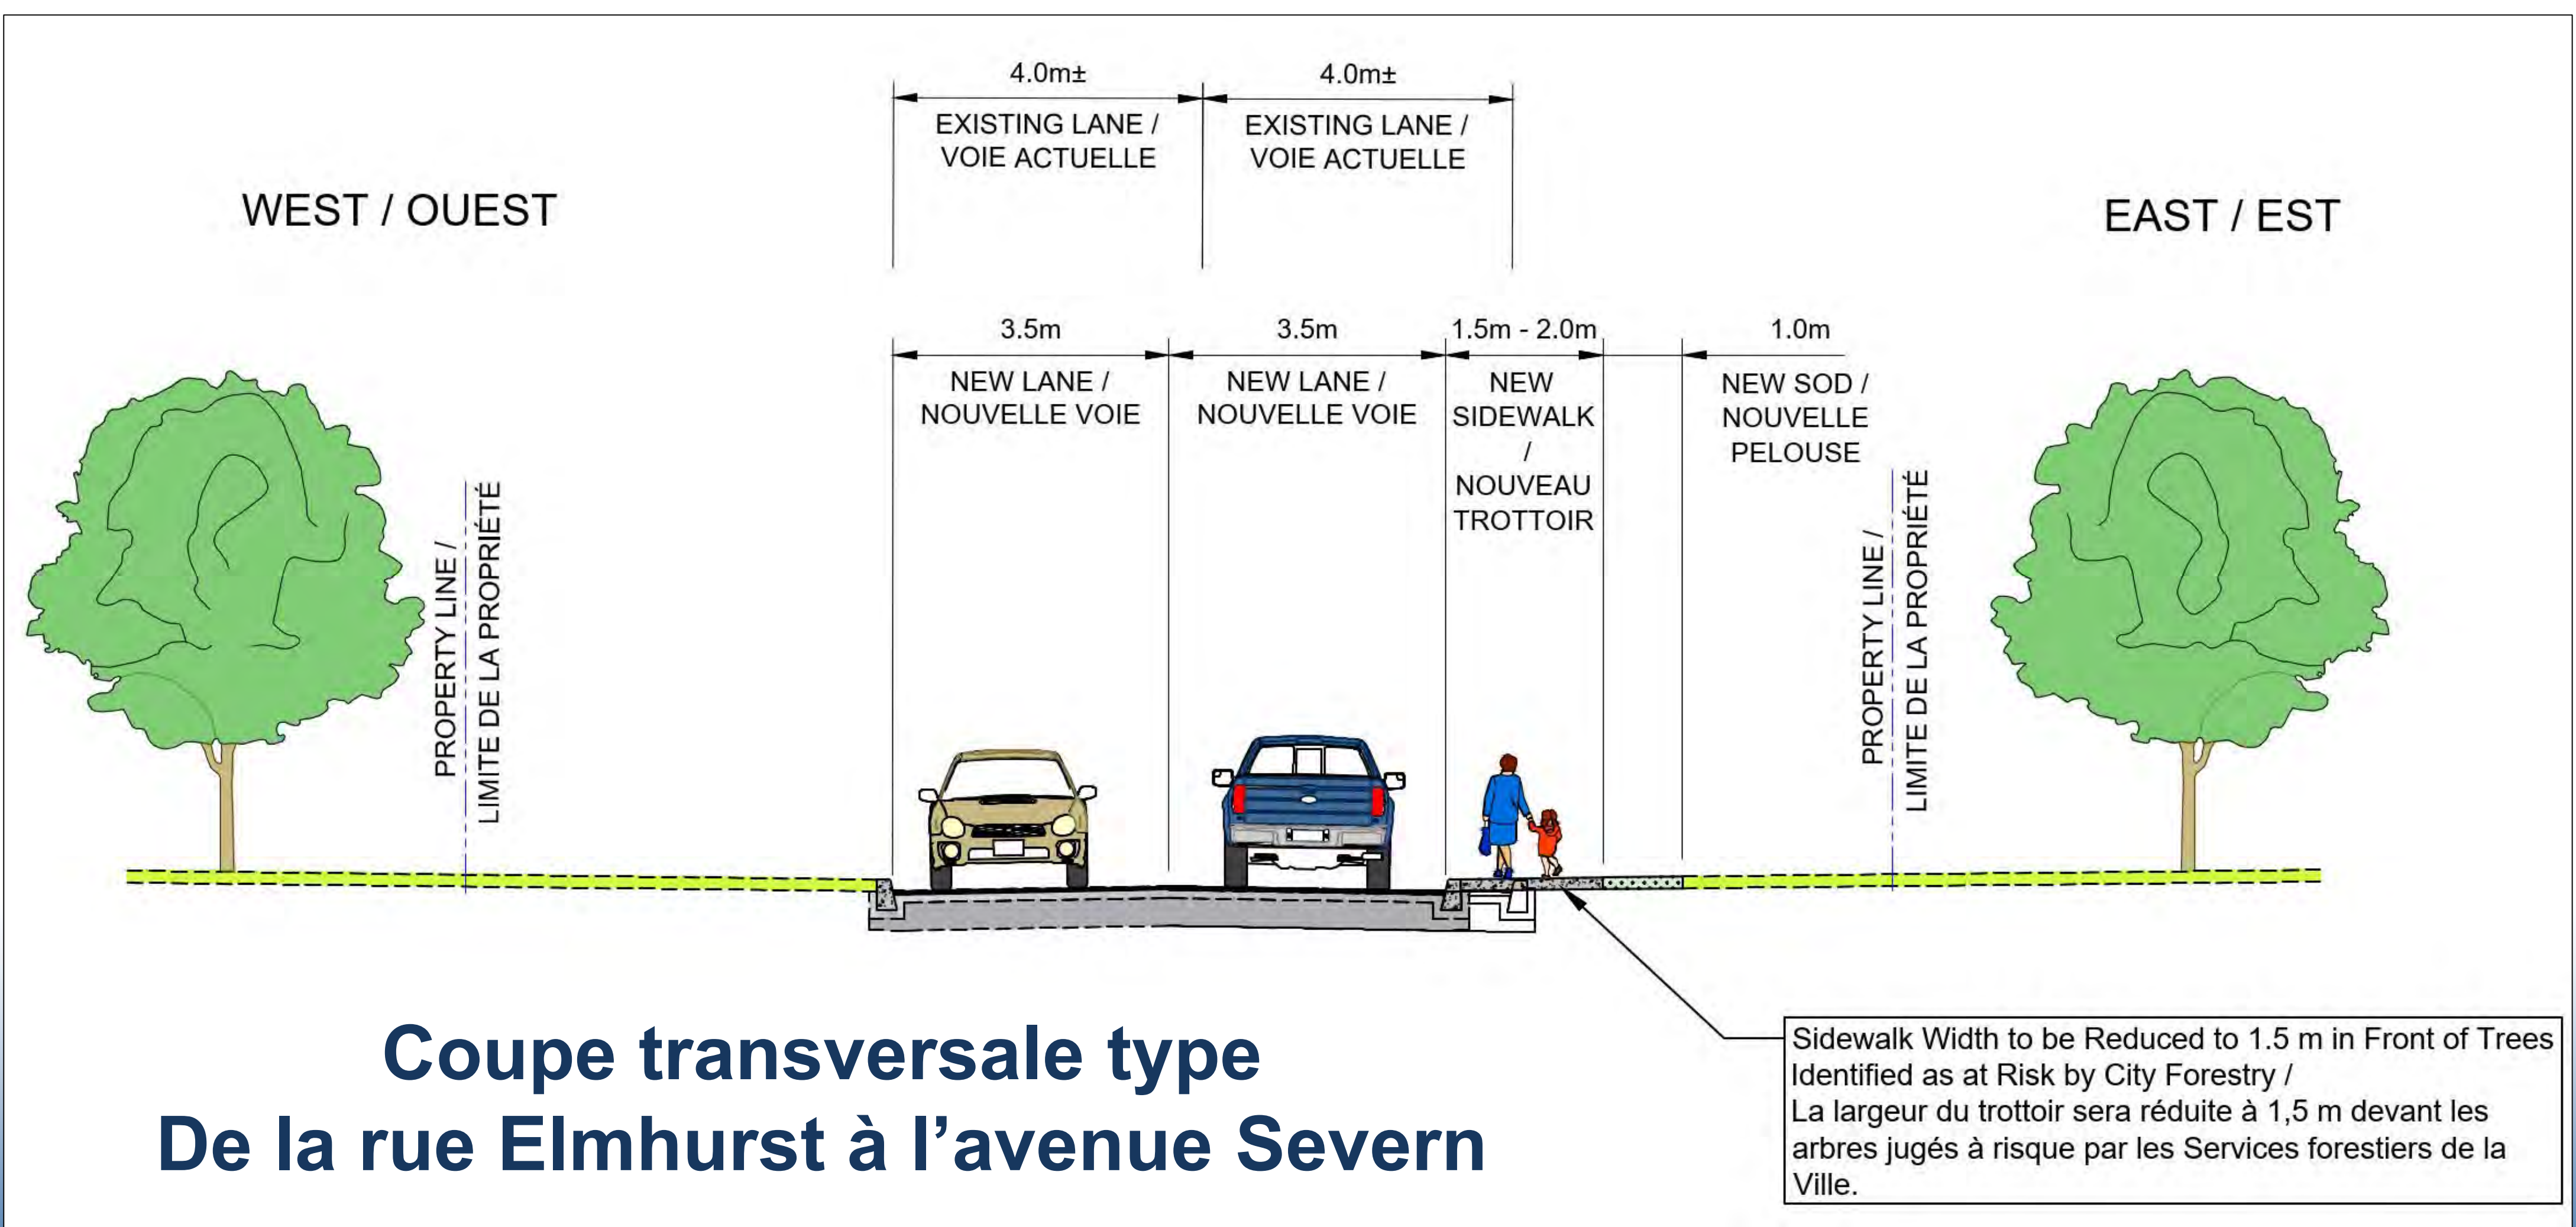 4.0m±
4.0m±
EXISTING LANE /
VOIE ACTUELLE
EXISTING LANE /
VOIE ACTUELLE
WEST / OUEST
EAST / EST
3.5m
3.5m
1.5m - 2.0m
1.0m
NEW LANE /
NOUVELLE VOIE
NEW LANE /
NOUVELLE VOIE
NEW
SIDEWALK
/
NOUVEAU
TROTTOIR
NEW SOD /
NOUVELLE
PELOUSE
PROPERTY LINE /
LIMITE DE LA PROPRIÉTÉ
PROPERTY LINE /
LIMITE DE LA PROPRIÉTÉ
Coupe transversale type
De la rue Elmhurst à l’avenue Severn
Sidewalk Width to be Reduced to 1.5 m in Front of Trees
Identified as at Risk by City Forestry /
La largeur du trottoir sera réduite à 1,5 m devant les
arbres jugés à risque par les Services forestiers de la
Ville.